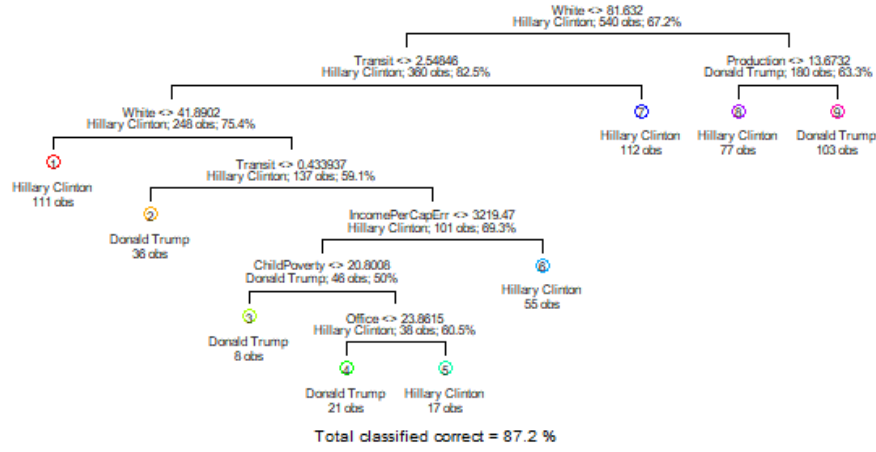 White <> 81.632
Hillary Clinton; 540 obs; 67.2%
Transit <> 2.54846
Hillary Clinton; 360 obs; 82.5%
Production <> 13.6732
Donald Trump; 180 obs; 63.3%
White <> 41.8902
Hillary Clinton; 248 obs; 75.4%
7
Hillary Clinton
112 obs
8
Hillary Clinton
77 obs
9
Donald Trump
103 obs
1
Hillary Clinton
111 obs
Transit <> 0.433937
Hillary Clinton; 137 obs; 59.1%
2
Donald Trump
36 obs
IncomePerCapErr <> 3219.47
Hillary Clinton; 101 obs; 69.3%
ChildPoverty <> 20.8008
Donald Trump; 46 obs; 50%
6
Hillary Clinton
55 obs
3
Donald Trump
8 obs
Office <> 23.8615
Hillary Clinton; 38 obs; 60.5%
4
Donald Trump
21 obs
5
Hillary Clinton
17 obs
Total classified correct = 87.2 %